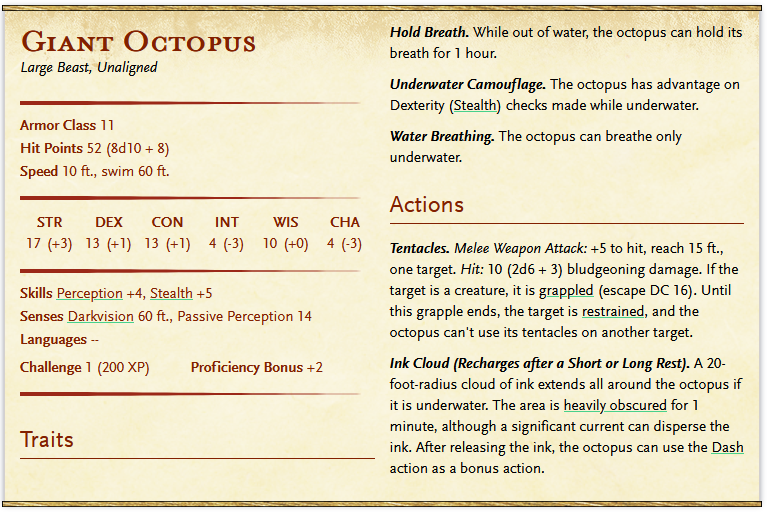 Giant Octopus
Large Beast, Unaligned
Armor Class 11
Hit Points 52 (8d10 + 8)
Speed 10 ft., swim 60 ft.
STR DEX CON INT WIS CHA
17 (+3) 13 (+1) 13 (+1) 4 (-3) 10 (+0) 4 (-3)
Skills Perception +4, Stealth +5
Senses Darkvision 60 ft., Passive Perception 14
Languages --
Challenge 1 (200 XP) Proficiency Bonus +2
Traits
Hold Breath. While out of water, the octopus can hold its
breath for 1 hour.
Underwater Camouflage. The octopus has advantage on
Dexterity (Stealth) checks made while underwater.
Water Breathing. The octopus can breathe only
underwater.
Actions
Tentacles. Melee Weapon Attack: +5 to hit, reach 15 ft.,
one target. Hit: 10 (2d6 + 3) bludgeoning damage. If the
target is a creature, it is grappled (escape DC 16). Until
this grapple ends, the target is restrained, and the
octopus can't use its tentacles on another target.
Ink Cloud (Recharges after a Short or Long Rest). A 20-
foot-radius cloud of ink extends all around the octopus if
it is underwater. The area is heavily obscured for 1
minute, although a significant current can disperse the
ink. After releasing the ink, the octopus can use the Dash
action as a bonus action.